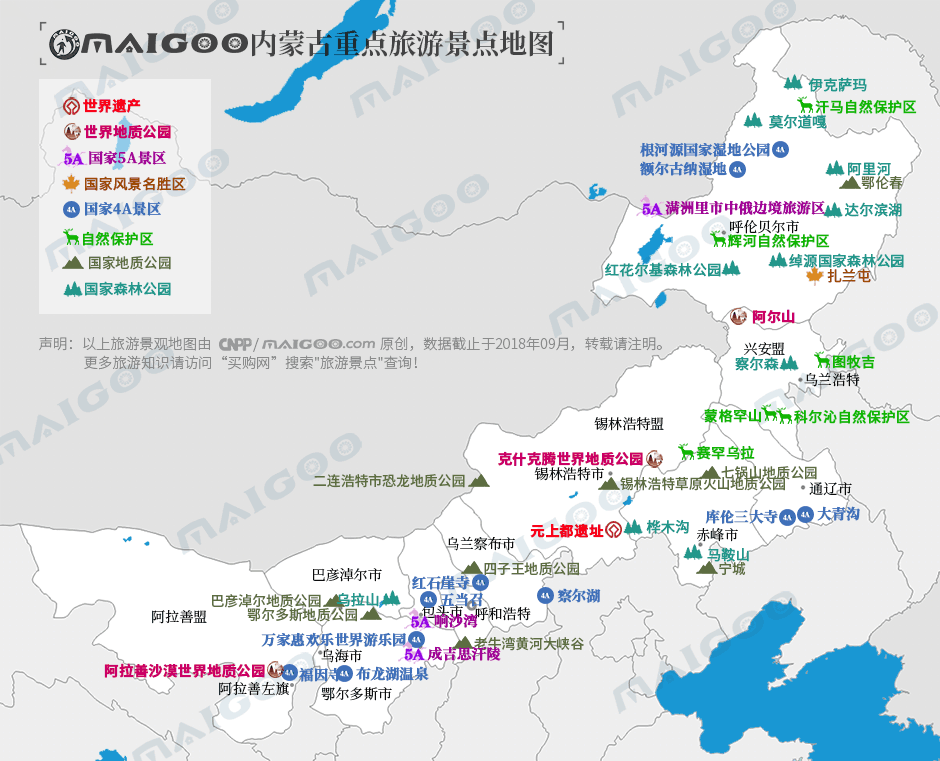 MAIGOO内蒙古重点旅游景点地图
世界遗产
世界地质公园
5A 国家5A景区
国家风景名胜区
4A 国家4A景区
自然保护区
国家地质公园
国家森林公园
声明：以上旅游景观地图由 CNPP/MAIGOO.com 原创，数据截止于2018年09月，转载请注明。
更多旅游知识请访问“买购网”搜索"旅游景点"查询！
伊克萨玛
汗马自然保护区
莫尔道嘎
根河源国家湿地公园 4A
额尔古纳湿地 4A
阿里河
鄂伦春
5A 满洲里市中俄边境旅游区
达尔滨湖
呼伦贝尔市
辉河自然保护区
红花尔基森林公园
绰源国家森林公园
扎兰屯
阿尔山
兴安盟
察尔森
图牧吉
乌兰浩特
蒙格罕山
科尔沁自然保护区
锡林浩特盟
赛罕乌拉
克什克腾世界地质公园
锡林浩特市
七锅山地质公园
二连浩特市恐龙地质公园
锡林浩特草原火山地质公园
通辽市
库伦三大寺 4A
4A 大青沟
元上都遗址
桦木沟
赤峰市
马鞍山
宁城
乌兰察布市
四子王地质公园
巴彦淖尔市
红石崖寺 4A
4A 五当召
4A 察尔湖
巴彦淖尔地质公园
乌拉山
鄂尔多斯地质公园
包头市
呼和浩特
阿拉善盟
5A 响沙湾
万家惠欢乐世界游乐园 4A
老牛湾黄河大峡谷
5A 成吉思汗陵
乌海市
阿拉善沙漠世界地质公园
4A 福因寺
4A 布龙湖温泉
阿拉善左旗
鄂尔多斯市